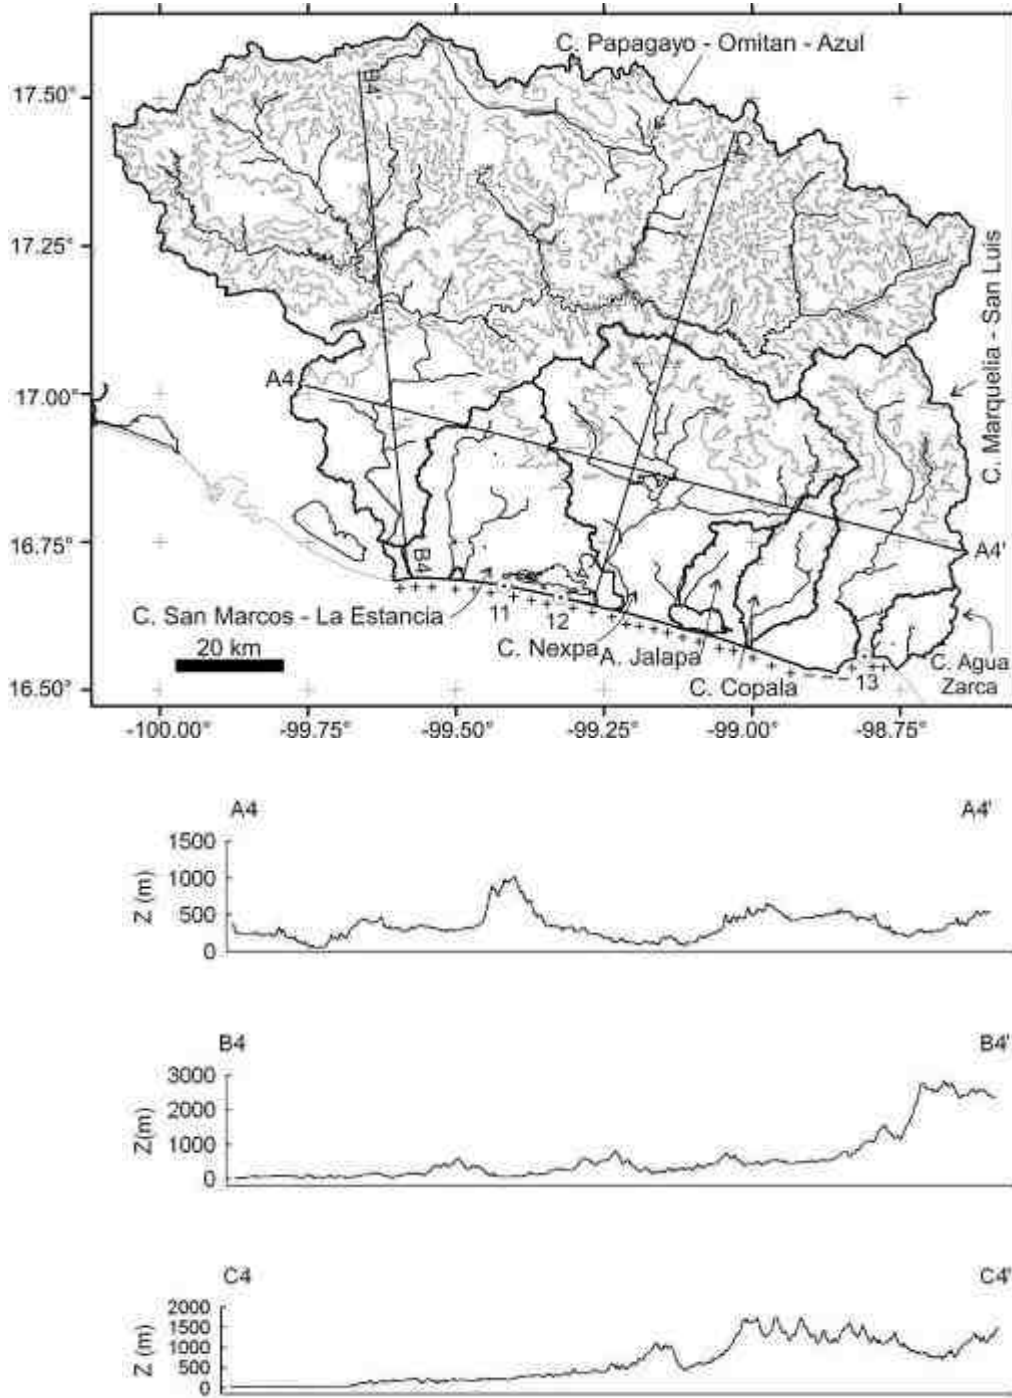 C. Papagayo - Omitan - Azul
17.50°
B4'
17.25°
C. Marquelia - San Luis
A4
17.00°
16.75°
B4
A4'
C. San Marcos - La Estancia
11
12
20 km
C. Nexpa
A. Jalapa
C. Agua
Zarca
C. Copala
13
16.50°
-100.00°
-99.75°
-99.50°
-99.25°
-99.00°
-98.75°
A4
A4'
1500
1000
500
0
Z (m)
B4
B4'
3000
2000
1000
0
Z(m)
C4
C4'
2000
1500
1000
500
0
Z (m)